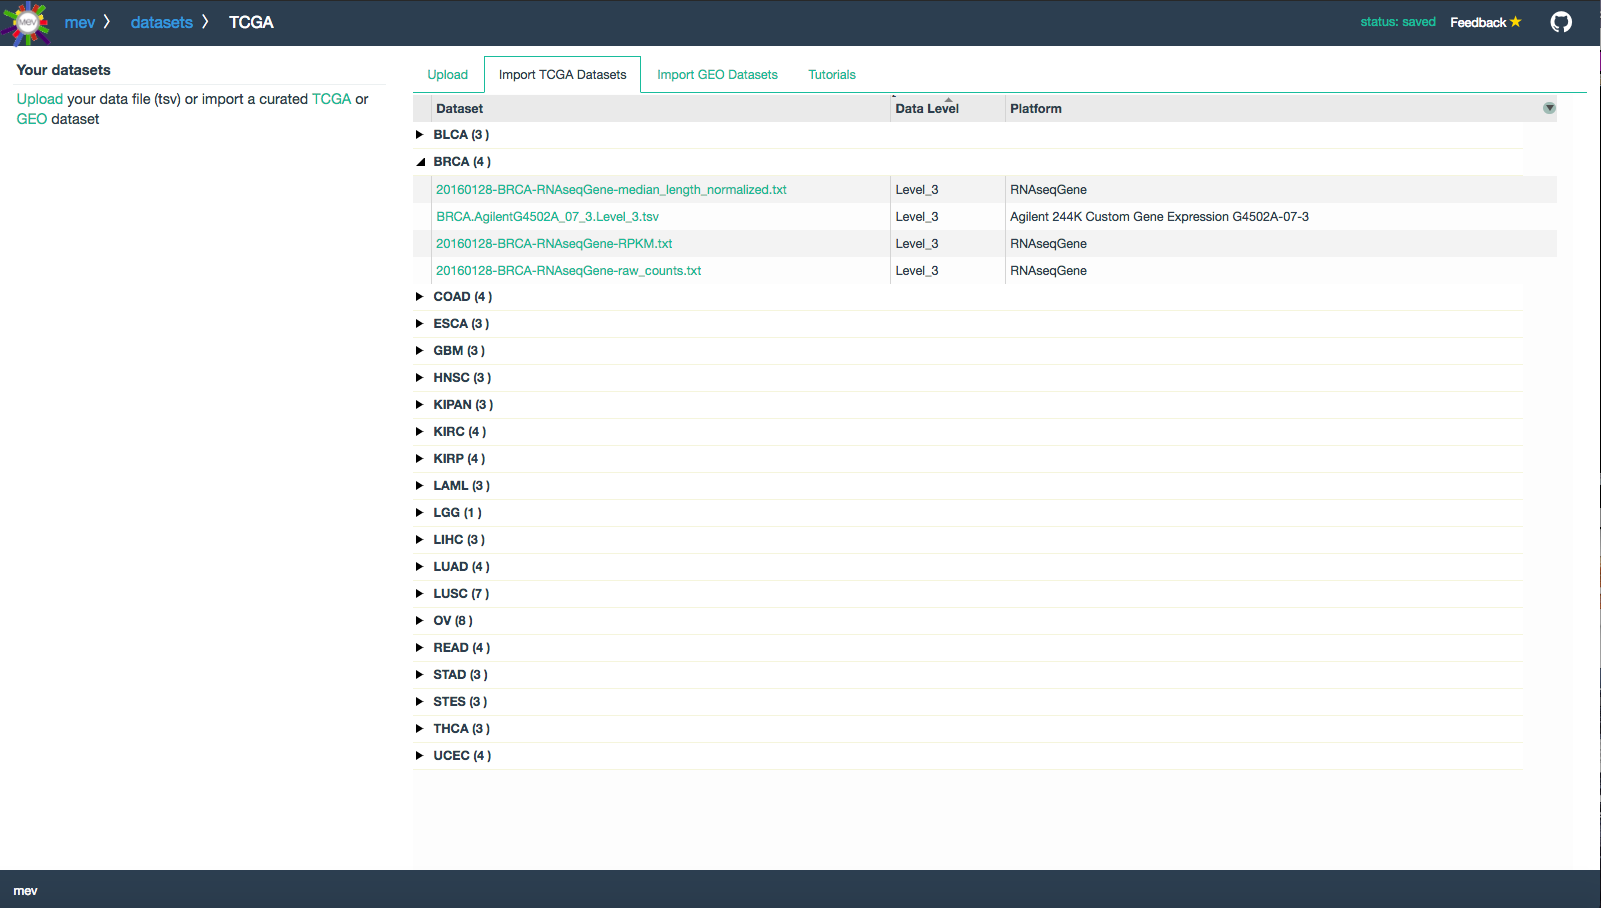 MeV mev datasets TCGA status: saved Feedback
Your datasets
Upload your data file (tsv) or import a curated TCGA or
GEO dataset
Upload Import TCGA Datasets Import GEO Datasets Tutorials
Dataset Data Level Platform
BLCA (3 )
BRCA (4 )
20160128-BRCA-RNAseqGene-median_length_normalized.txt Level_3 RNAseqGene
BRCA.AgilentG4502A_07_3.Level_3.tsv Level_3 Agilent 244K Custom Gene Expression G4502A-07-3
20160128-BRCA-RNAseqGene-RPKM.txt Level_3 RNAseqGene
20160128-BRCA-RNAseqGene-raw_counts.txt Level_3 RNAseqGene
COAD (4 )
ESCA (3 )
GBM (3 )
HNSC (3 )
KIPAN (3 )
KIRC (4 )
KIRP (4 )
LAML (3 )
LGG (1 )
LIHC (3 )
LUAD (4 )
LUSC (7 )
OV (8 )
READ (4 )
STAD (3 )
STES (3 )
THCA (3 )
UCEC (4 )
mev